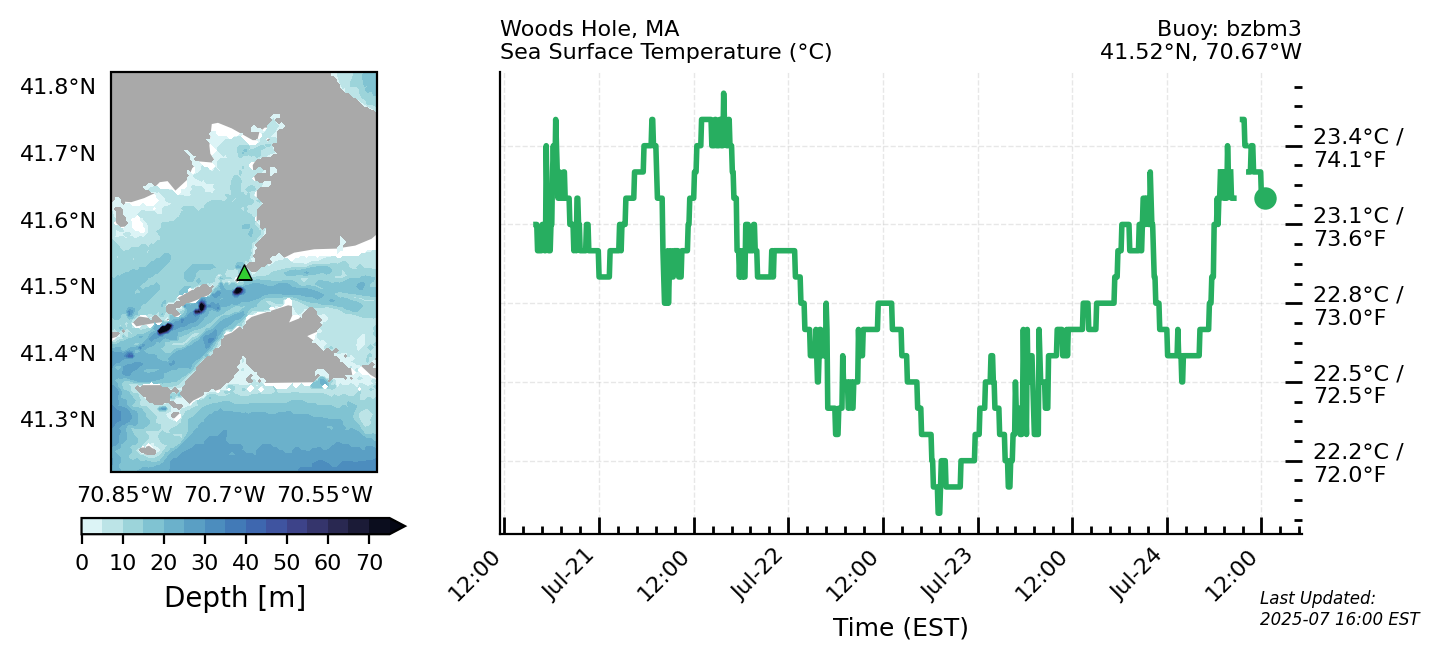 Woods Hole, MA
Sea Surface Temperature (°C)
Buoy: bzbm3
41.52°N, 70.67°W
41.8°N
41.7°N
41.6°N
41.5°N
41.4°N
41.3°N
70.85°W 70.7°W 70.55°W
0 10 20 30 40 50 60 70
Depth [m]
23.4°C /
74.1°F
23.1°C /
73.6°F
22.8°C /
73.0°F
22.5°C /
72.5°F
22.2°C /
72.0°F
12:00
Jul-21
12:00
Jul-22
12:00
Jul-23
12:00
Jul-24
12:00
Time (EST)
Last Updated:
2025-07 16:00 EST